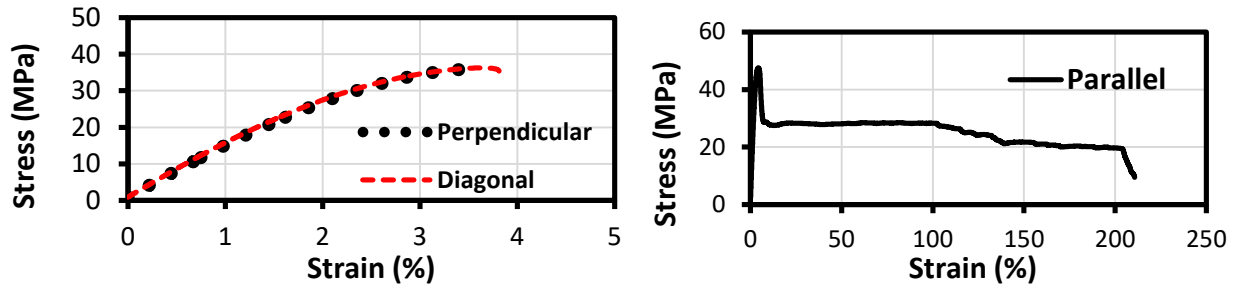 50
40
30
20
10
0
Stress (MPa)
Perpendicular
Diagonal
0 1 2 3 4 5
Strain (%)
60
40
20
0
Stress (MPa)
Parallel
0 50 100 150 200 250
Strain (%)